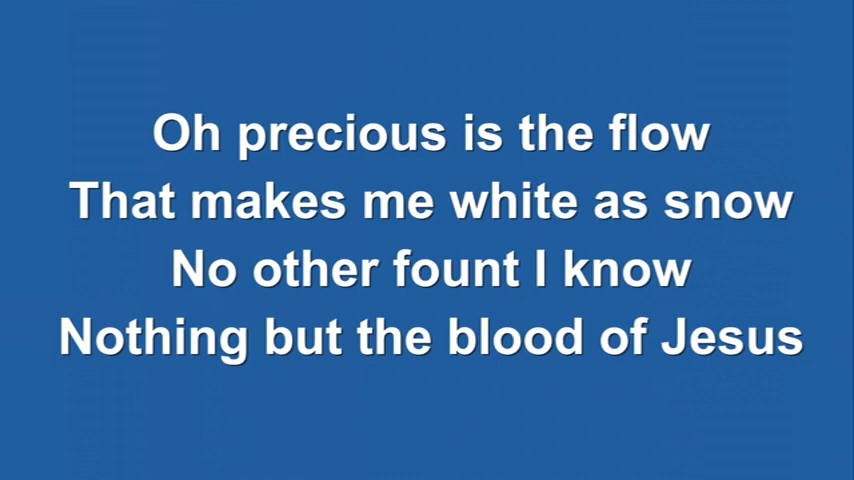 Oh precious is the flow
That makes me white as snow
No other fount I know
Nothing but the blood of Jesus